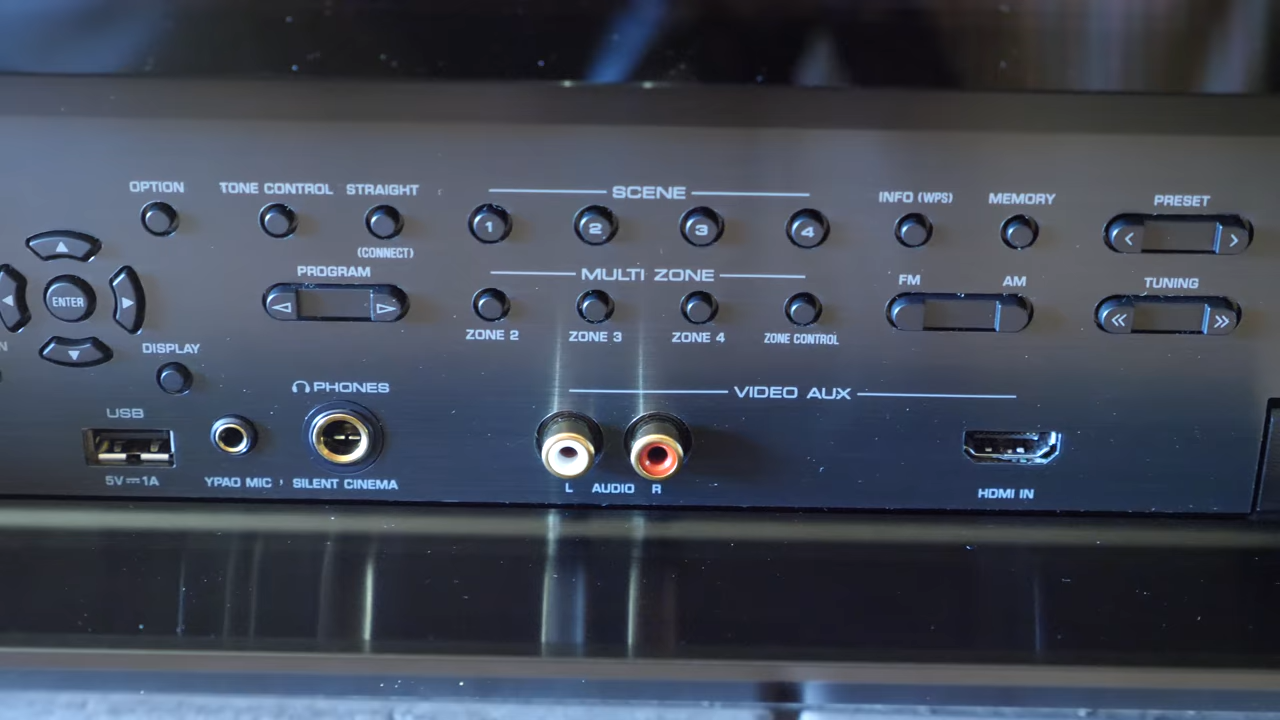 OPTION
TONE CONTROL
STRAIGHT
(CONNECT)
SCENE
1 2 3 4
INFO (WPS)
MEMORY
PRESET
ENTER
PROGRAM
MULTI ZONE
ZONE 2
ZONE 3
ZONE 4
ZONE CONTROL
FM
AM
TUNING
DISPLAY
USB
5V⎓1A
YPAO MIC
PHONES
SILENT CINEMA
VIDEO AUX
L AUDIO R
HDMI IN